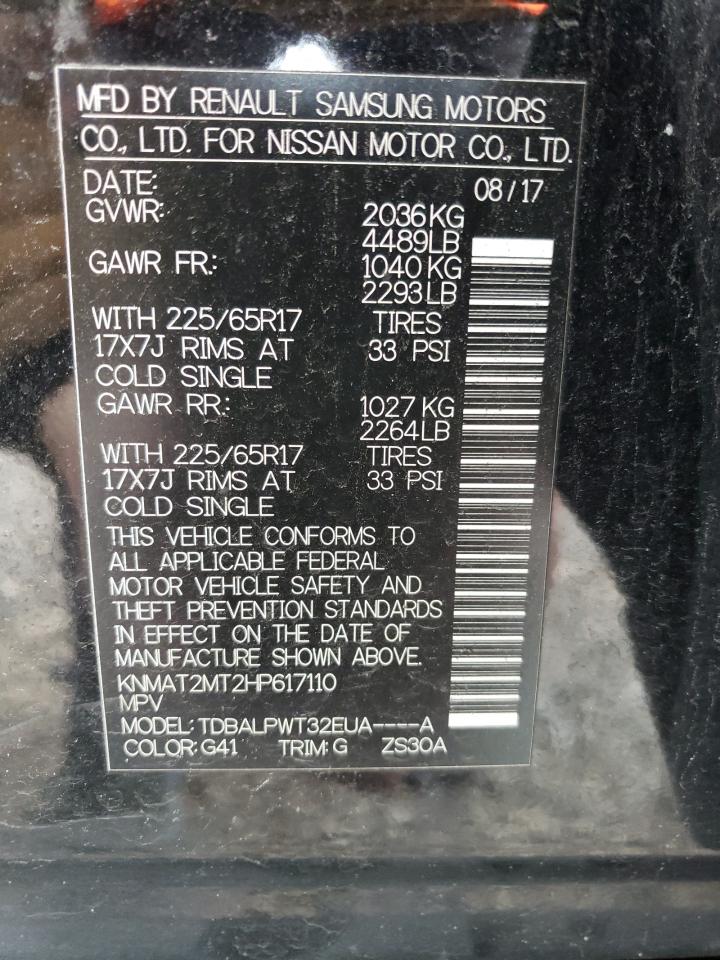 MFD BY RENAULT SAMSUNG MOTORS
CO., LTD. FOR NISSAN MOTOR CO., LTD.
DATE: 08/17
GVWR: 2036KG
4489LB
GAWR FR: 1040KG
2293LB
WITH 225/65R17 TIRES
17X7J RIMS AT 33 PSI
COLD SINGLE
GAWR RR: 1027 KG
2264LB
WITH 225/65R17 TIRES
17X7J RIMS AT 33 PSI
COLD SINGLE
THIS VEHICLE CONFORMS TO
ALL APPLICABLE FEDERAL
MOTOR VEHICLE SAFETY AND
THEFT PREVENTION STANDARDS
IN EFFECT ON THE DATE OF
MANUFACTURE SHOWN ABOVE.
KNMAT2MT2HP617110
MPV
MODEL: TDBALPWT32EUA----A
COLOR: G41 TRIM: G ZS30A